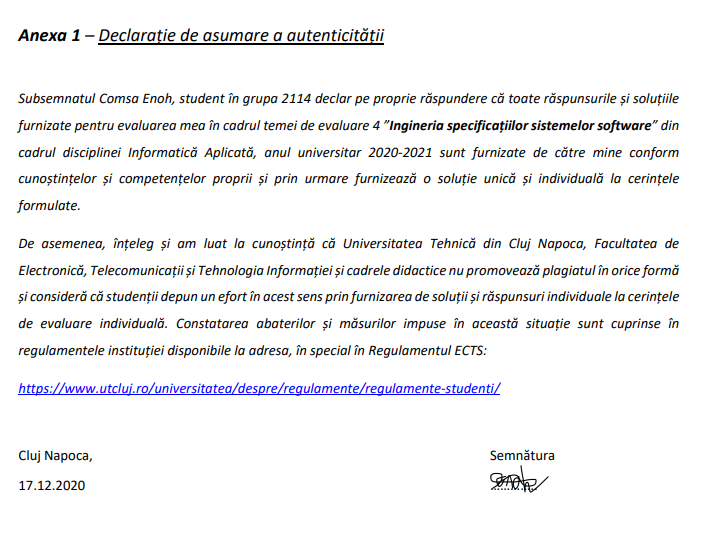 Anexa 1 – Declarație de asumare a autenticității
Subsemnatul Comsa Enoh, student în grupa 2114 declar pe proprie răspundere că toate răspunsurile și soluțiile
furnizate pentru evaluarea mea în cadrul temei de evaluare 4 ”Ingineria specificațiilor sistemelor software” din
cadrul disciplinei Informatică Aplicată, anul universitar 2020-2021 sunt furnizate de către mine conform
cunoștințelor și competențelor proprii și prin urmare furnizează o soluție unică și individuală la cerințele
formulate.
De asemenea, înțeleg și am luat la cunoștință că Universitatea Tehnică din Cluj Napoca, Facultatea de
Electronică, Telecomunicații și Tehnologia Informației și cadrele didactice nu promovează plagiatul în orice formă
și consideră că studenții depun un efort în acest sens prin furnizarea de soluții și răspunsuri individuale la cerințele
de evaluare individuală. Constatarea abaterilor și măsurilor impuse în această situație sunt cuprinse în
regulamentele instituției disponibile la adresa, în special în Regulamentul ECTS:
https://www.utcluj.ro/universitatea/despre/regulamente/regulamente-studenti/
Cluj Napoca,
Semnătura
17.12.2020